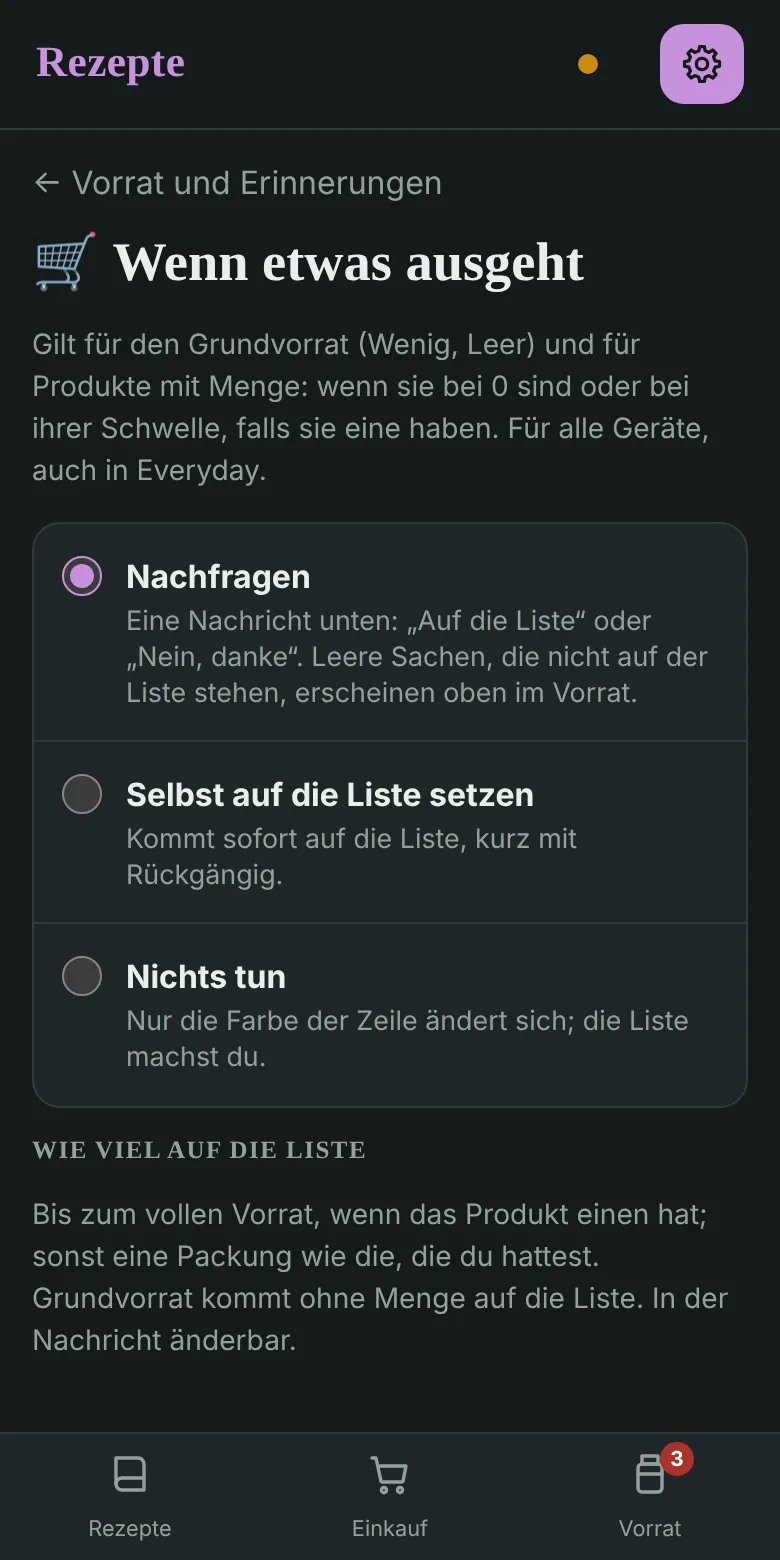 Rezepte
← Vorrat und Erinnerungen
🛒 Wenn etwas ausgeht
Gilt für den Grundvorrat (Wenig, Leer) und für
Produkte mit Menge: wenn sie bei 0 sind oder bei
ihrer Schwelle, falls sie eine haben. Für alle Geräte,
auch in Everyday.
Nachfragen
Eine Nachricht unten: „Auf die Liste“ oder
„Nein, danke“. Leere Sachen, die nicht auf der
Liste stehen, erscheinen oben im Vorrat.
Selbst auf die Liste setzen
Kommt sofort auf die Liste, kurz mit
Rückgängig.
Nichts tun
Nur die Farbe der Zeile ändert sich; die Liste
machst du.
WIE VIEL AUF DIE LISTE
Bis zum vollen Vorrat, wenn das Produkt einen hat;
sonst eine Packung wie die, die du hattest.
Grundvorrat kommt ohne Menge auf die Liste. In der
Nachricht änderbar.
3
Rezepte
Einkauf
Vorrat